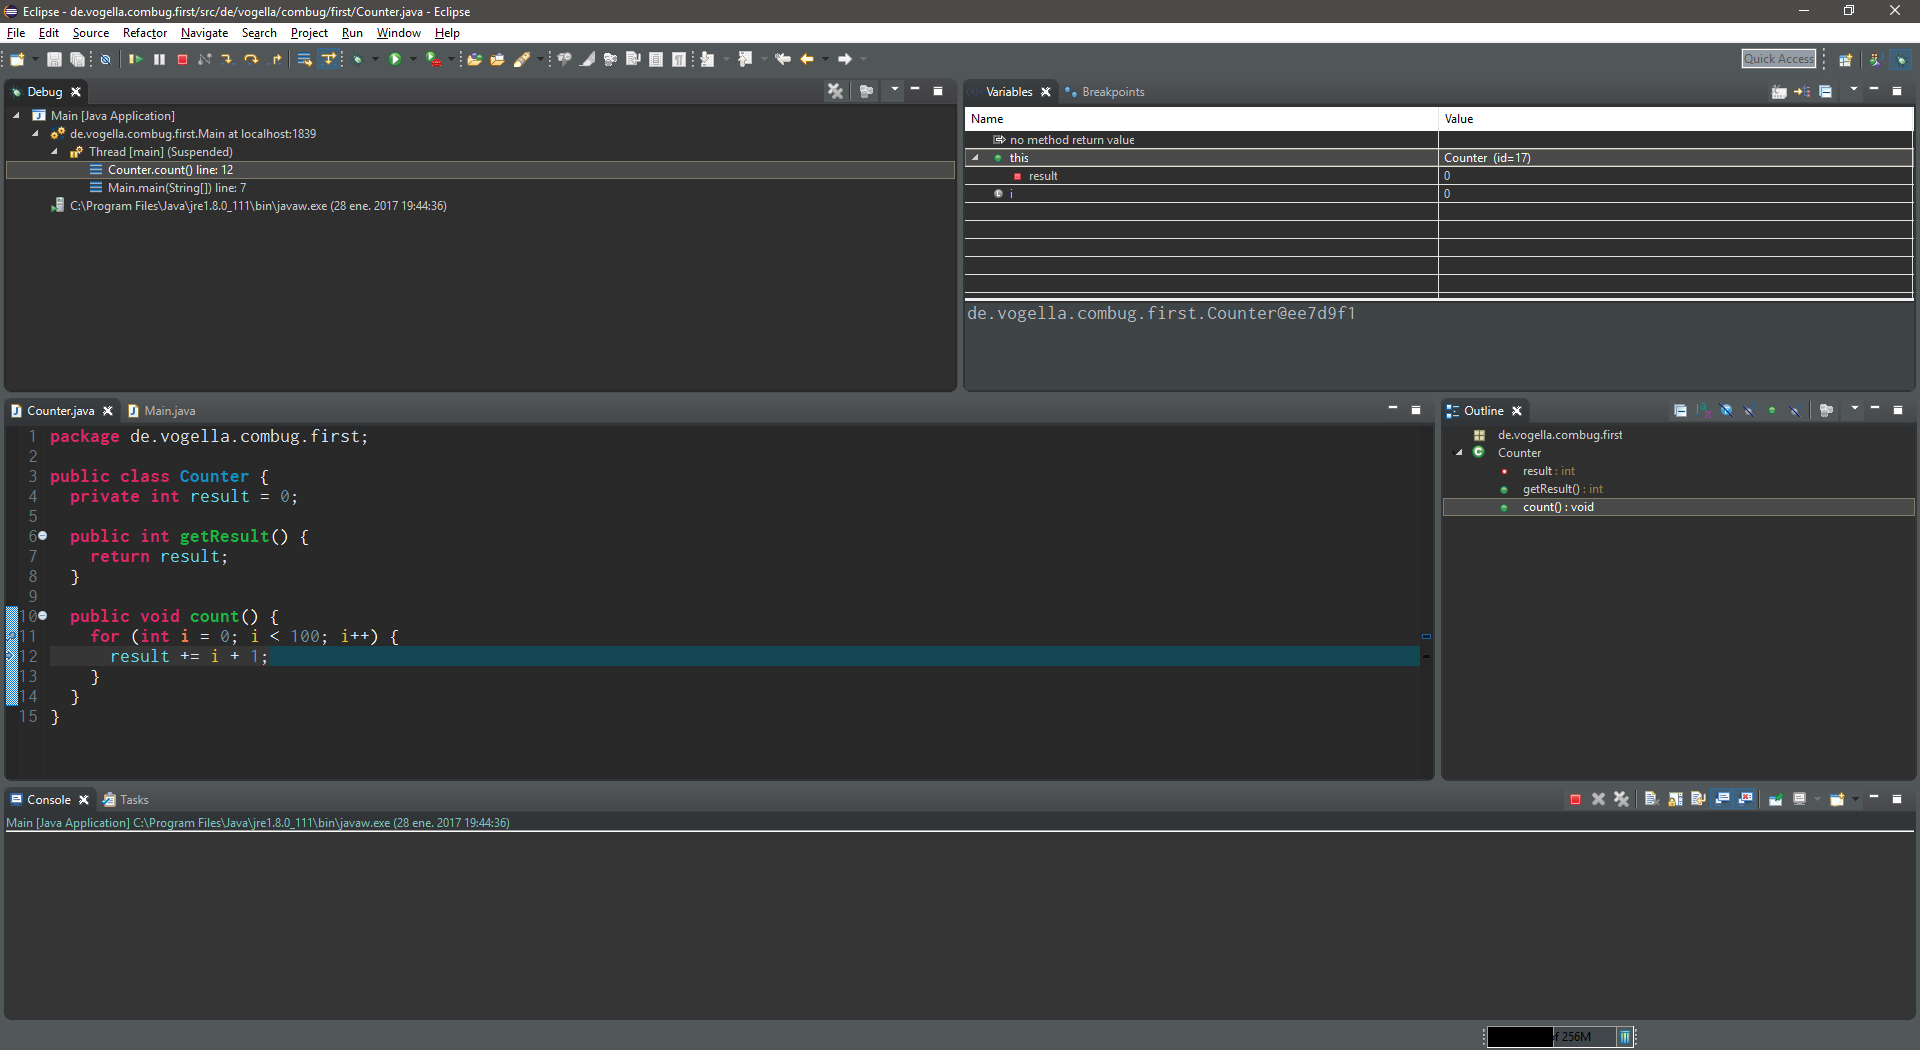 Eclipse - de.vogella.combug.first/src/de/vogella/combug/first/Counter.java - Eclipse
File Edit Source Refactor Navigate Search Project Run Window Help
Quick Access
Debug
Main [Java Application]
de.vogella.combug.first.Main at localhost:1839
Thread [main] (Suspended)
Counter.count() line: 12
Main.main(String[]) line: 7
C:\Program Files\Java\jre1.8.0_111\bin\javaw.exe (28 ene. 2017 19:44:36)
Variables Breakpoints
Name Value
no method return value
this Counter (id=17)
result 0
i 0
de.vogella.combug.first.Counter@ee7d9f1
Counter.java Main.java
1 package de.vogella.combug.first;
2
3 public class Counter {
4 private int result = 0;
5
6 public int getResult() {
7 return result;
8 }
9
10 public void count() {
11 for (int i = 0; i < 100; i++) {
12 result += i + 1;
13 }
14 }
15 }
Outline
de.vogella.combug.first
Counter
result : int
getResult() : int
count() : void
Console Tasks
Main [Java Application] C:\Program Files\Java\jre1.8.0_111\bin\javaw.exe (28 ene. 2017 19:44:36)
256M